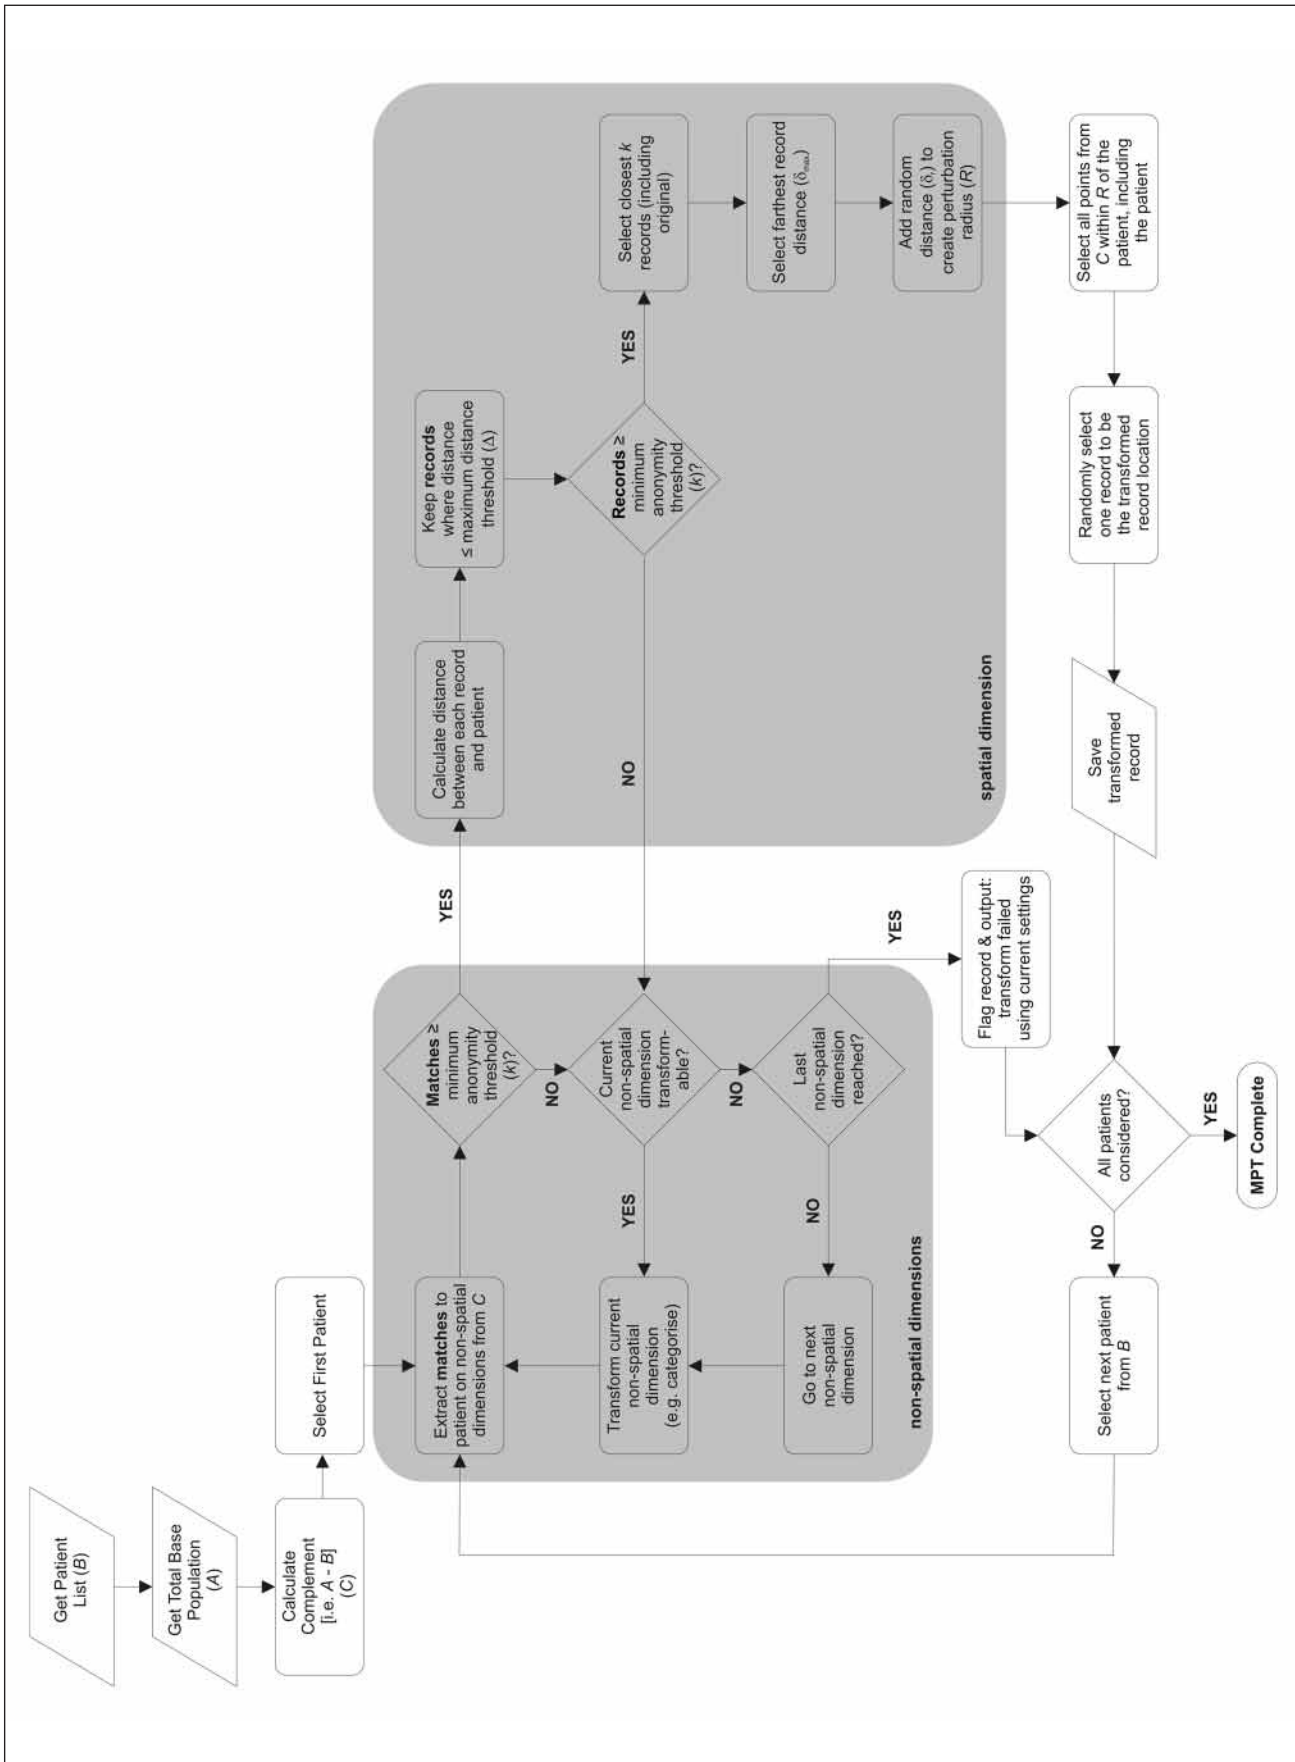 Get Patient
List (B)
Get Total Base
Population
(A)
Calculate
Complement
[i.e. A - B]
(C)
Select First Patient
Extract matches to
patient on non-spatial
dimensions from C
Matches ≥
minimum
anonymity
threshold
(k)?
YES
NO
Calculate distance
between each record
and patient
Keep records
where distance
≤ maximum distance
threshold (Δ)
Records ≥
minimum
anonymity
threshold
(k)?
YES
NO
Select closest k
records (including
original)
Select farthest record
distance (δmax)
Add random
distance (δr) to
create perturbation
radius (R)
spatial dimension
Current
non-spatial
dimension
transform-
able?
YES
NO
Transform current
non-spatial
dimension
(e.g. categorise)
Last
non-spatial
dimension
reached?
YES
NO
Go to next
non-spatial
dimension
non-spatial dimensions
Flag record & output:
transform failed
using current settings
Select all points from
C within R of the
patient, including
the patient
Randomly select
one record to be
the transformed
record location
Save
transformed
record
All patients
considered?
NO
YES
Select next patient
from B
MPT Complete